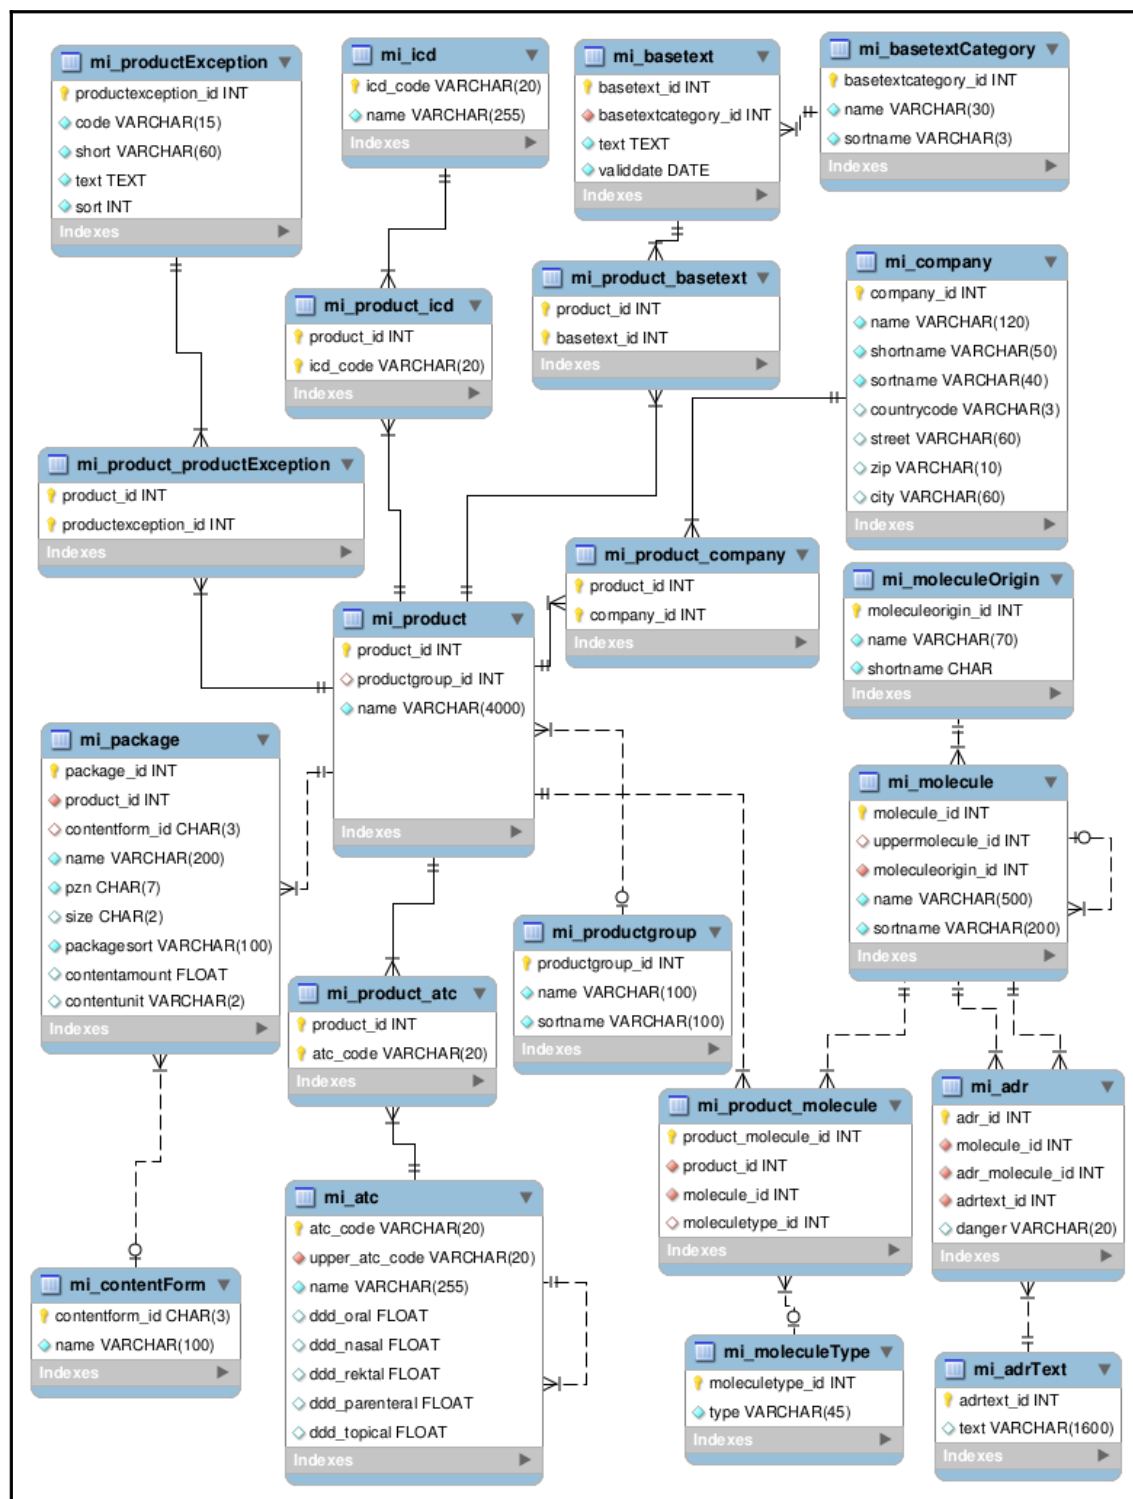 mi_productException
productexception_id INT
code VARCHAR(15)
short VARCHAR(60)
text TEXT
sort INT
Indexes
mi_icd
icd_code VARCHAR(20)
name VARCHAR(255)
Indexes
mi_basetext
basetext_id INT
basetextcategory_id INT
text TEXT
validdate DATE
Indexes
mi_basetextCategory
basetextcategory_id INT
name VARCHAR(30)
sortname VARCHAR(3)
Indexes
mi_product_icd
product_id INT
icd_code VARCHAR(20)
Indexes
mi_product_basetext
product_id INT
basetext_id INT
Indexes
mi_company
company_id INT
name VARCHAR(120)
shortname VARCHAR(50)
sortname VARCHAR(40)
countrycode VARCHAR(3)
street VARCHAR(60)
zip VARCHAR(10)
city VARCHAR(60)
Indexes
mi_product_productException
product_id INT
productexception_id INT
Indexes
mi_product_company
product_id INT
company_id INT
Indexes
mi_moleculeOrigin
moleculeorigin_id INT
name VARCHAR(70)
shortname CHAR
Indexes
mi_product
product_id INT
productgroup_id INT
name VARCHAR(4000)
Indexes
mi_package
package_id INT
product_id INT
contentform_id CHAR(3)
name VARCHAR(200)
pzn CHAR(7)
size CHAR(2)
packagesort VARCHAR(100)
contentamount FLOAT
contentunit VARCHAR(2)
Indexes
mi_molecule
molecule_id INT
uppermolecule_id INT
moleculeorigin_id INT
name VARCHAR(500)
sortname VARCHAR(200)
Indexes
mi_productgroup
productgroup_id INT
name VARCHAR(100)
sortname VARCHAR(100)
Indexes
mi_product_atc
product_id INT
atc_code VARCHAR(20)
Indexes
mi_product_molecule
product_molecule_id INT
product_id INT
molecule_id INT
moleculetype_id INT
Indexes
mi_adr
adr_id INT
molecule_id INT
adr_molecule_id INT
adrtext_id INT
danger VARCHAR(20)
Indexes
mi_atc
atc_code VARCHAR(20)
upper_atc_code VARCHAR(20)
name VARCHAR(255)
ddd_oral FLOAT
ddd_nasal FLOAT
ddd_rektal FLOAT
ddd_parenteral FLOAT
ddd_topical FLOAT
Indexes
mi_contentForm
contentform_id CHAR(3)
name VARCHAR(100)
Indexes
mi_moleculeType
moleculetype_id INT
type VARCHAR(45)
Indexes
mi_adrText
adrtext_id INT
text VARCHAR(1600)
Indexes